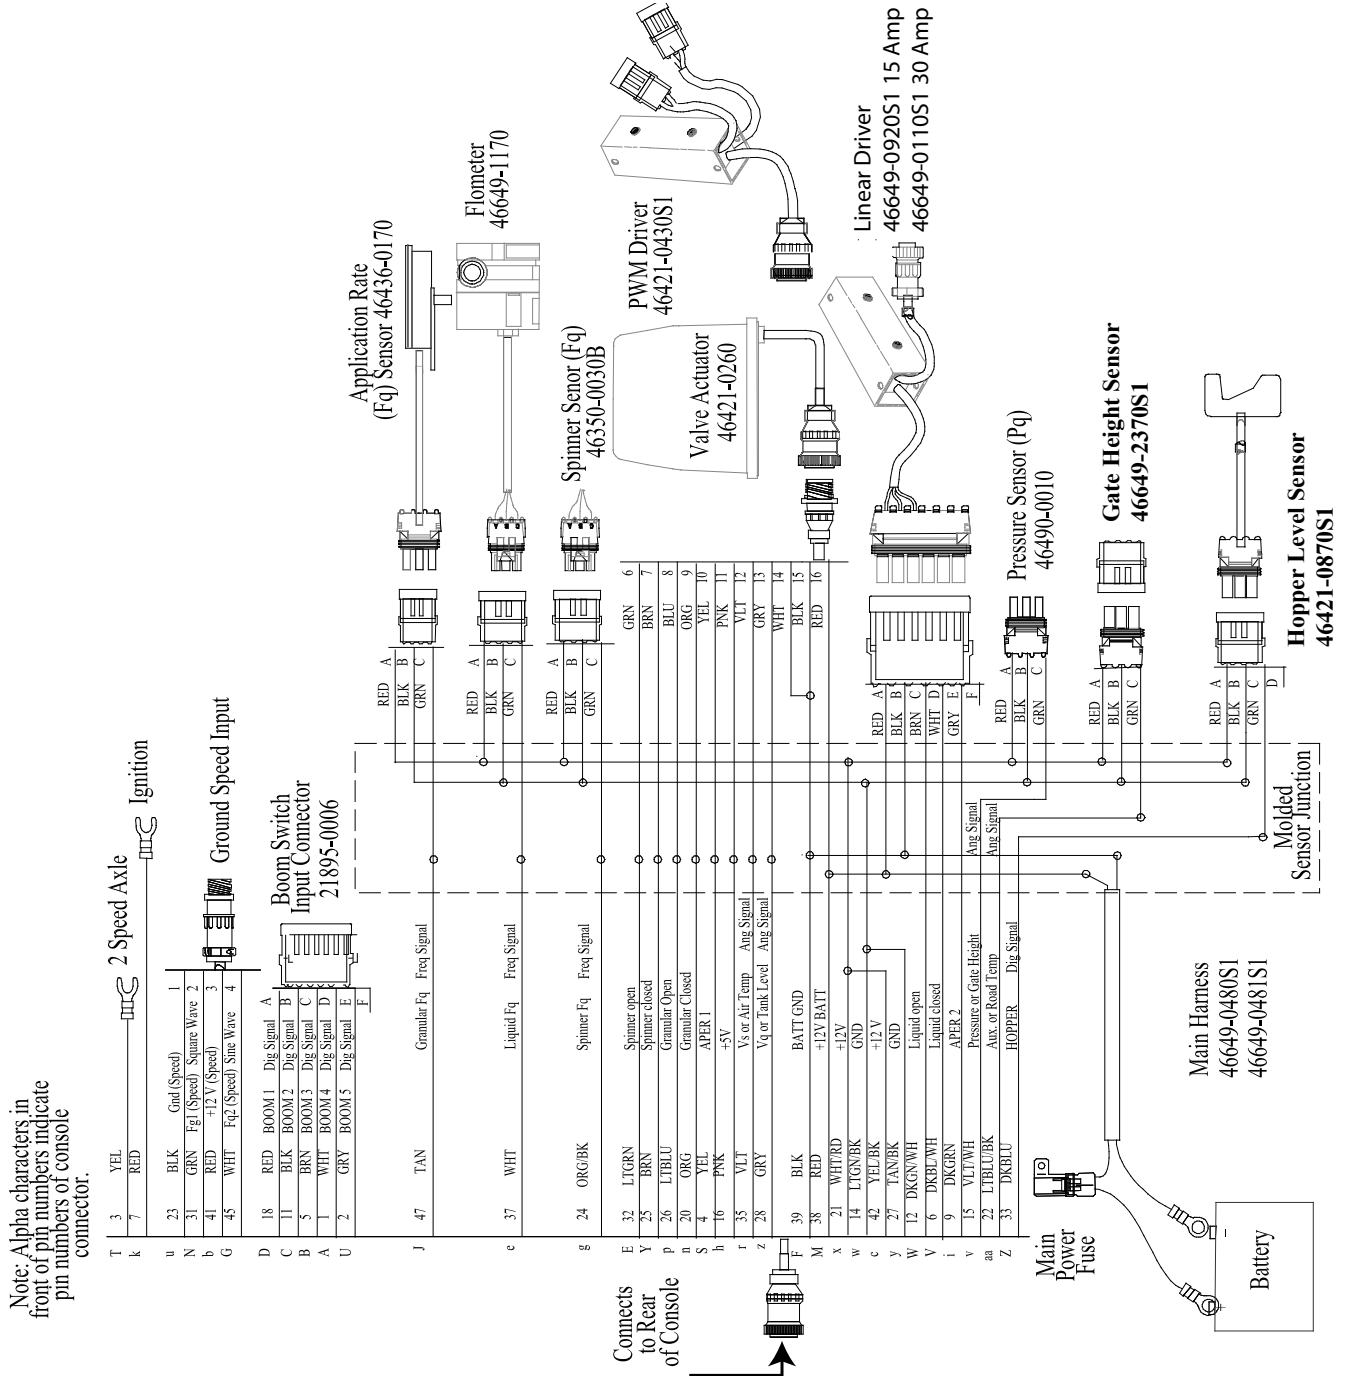 Note: Alpha characters in
front of pin numbers indicate
pin numbers of console
connector.
T 3 YEL
k 7 RED
2 Speed Axle
Ignition
u 23 BLK Gnd (Speed) 1
N 31 GRN Fg1 (Speed) Square Wave 2
b 41 RED +12 V (Speed) 3
G 45 WHT Fq2 (Speed) Sine Wave 4
Ground Speed Input
D 18 RED BOOM 1 Dig Signal A
C 11 BLK BOOM 2 Dig Signal B
B 5 BRN BOOM 3 Dig Signal C
A 1 WHT BOOM 4 Dig Signal D
U 2 GRY BOOM 5 Dig Signal E
F
Boom Switch
Input Connector
21895-0006
J 47 TAN Granular Fq Freq Signal
RED A
BLK B
GRN C
Application Rate
(Fq) Sensor 46436-0170
e 37 WHT Liquid Fq Freq Signal
RED A
BLK B
GRN C
Flometer
46649-1170
g 24 ORG/BK Spinner Fq Freq Signal
RED A
BLK B
GRN C
Spinner Senor (Fq)
46350-0030B
E 32 LTGRN Spinner open GRN 6
Y 25 BRN Spinner closed BRN 7
p 26 LTBLU Granular Open BLU 8
n 20 ORG Granular Closed ORG 9
S 4 YEL APER 1 YEL 10
h 16 PNK +5V PNK 11
r 35 VLT Vs or Air Temp Ang Signal VLT 12
z 28 GRY Vq or Tank Level Ang Signal GRY 13
WHT 14
F 39 BLK BATT GND BLK 15
M 38 RED +12V BATT RED 16
PWM Driver
46421-0430S1
Valve Actuator
46421-0260
x 21 WHT/RD +12V
w 14 LTGN/BK GND
c 42 YEL/BK +12 V
y 27 TAN/BK GND
W 12 DKGN/WH Liquid open
V 6 DKBL/WH Liquid closed
i 9 DKGRN APER 2
v 15 VLT/WH Pressure or Gate Height Ang Signal
aa 22 LTBLU/BK Aux. or Road Temp Ang Signal
Z 33 DKBLU HOPPER Dig Signal
RED A
BLK B
BRN C
WHT D
GRY E
F
Linear Driver
46649-0920S1 15 Amp
46649-0110S1 30 Amp
RED A
BLK B
GRN C
Pressure Sensor (Pq)
46490-0010
RED A
BLK B
GRN C
Gate Height Sensor
46649-2370S1
RED A
BLK B
GRN C
D
Hopper Level Sensor
46421-0870S1
Molded
Sensor Junction
Connects
to Rear
of Console
Main
Power
Fuse
Main Harness
46649-0480S1
46649-0481S1
Battery
+
-